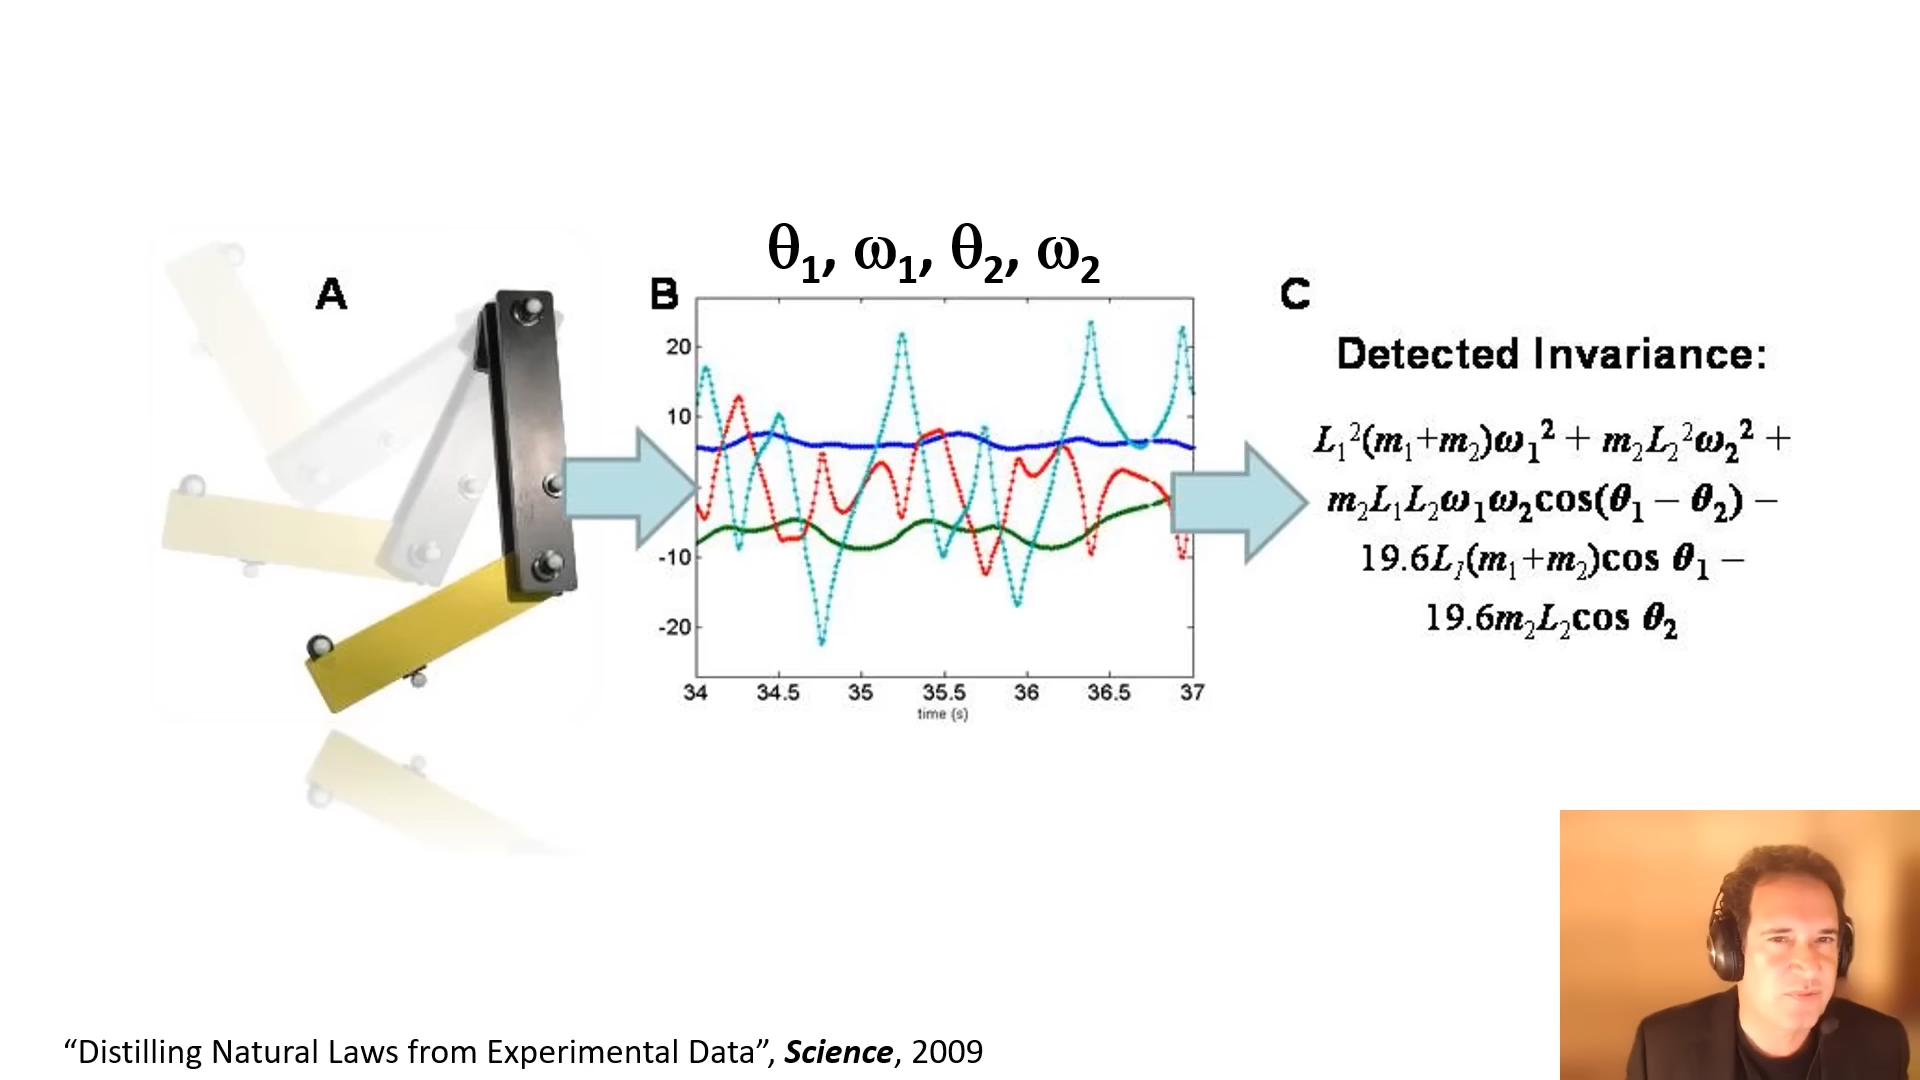 θ₁, ω₁, θ₂, ω₂
A
B
C
20
10
-10
-20
34 34.5 35 35.5 36 36.5 37
time (s)
Detected Invariance:
L₁²(m₁+m₂)ω₁² + m₂L₂²ω₂² +
m₂L₁L₂ω₁ω₂cos(θ₁ − θ₂) −
19.6L₁(m₁+m₂)cos θ₁ −
19.6m₂L₂cos θ₂
“Distilling Natural Laws from Experimental Data”, Science, 2009